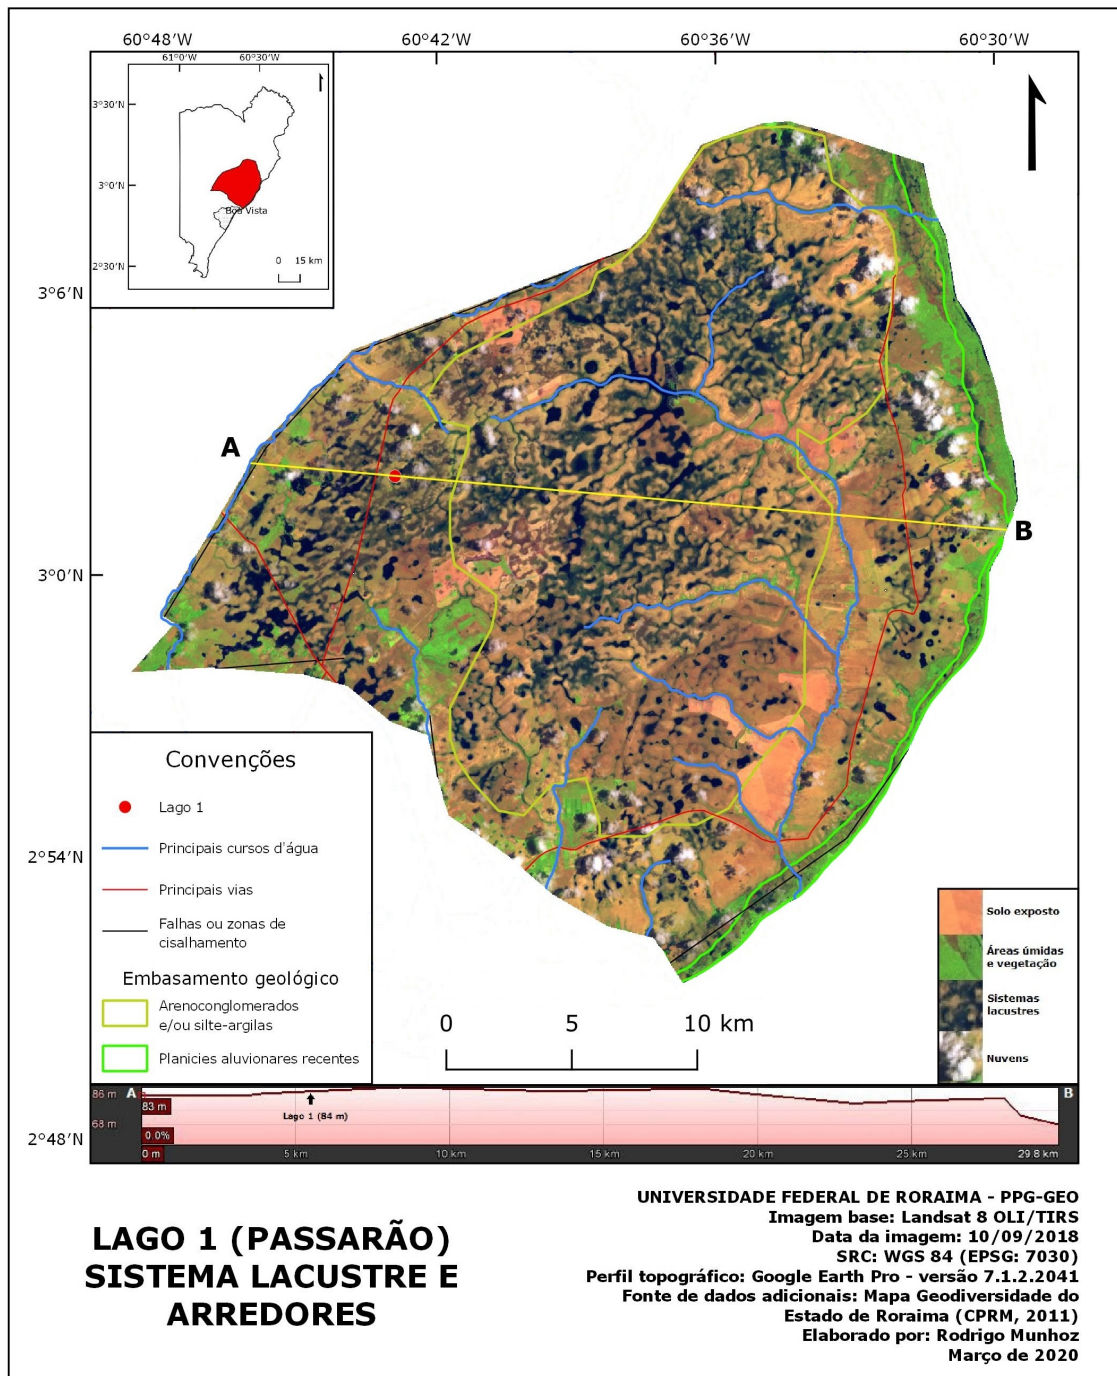 60°48'W 60°42'W 60°36'W 60°30'W
61°0'W 60°30'W
3°30'N
3°0'N
Boa Vista
2°30'N
0 15 km
3°6'N
A
B
3°0'N
2°54'N
2°48'N
Convenções
Lago 1
Principais cursos d'água
Principais vias
Falhas ou zonas de
cisalhamento
Embasamento geológico
Arenoconglomerados
e/ou silte-argilas
Planicies aluvionares recentes
0 5 10 km
Solo exposto
Áreas úmidas
e vegetação
Sistemas
lacustres
Nuvens
86 m A B
83 m
Lago 1 (84 m)
68 m
0.0%
0 m 5 km 10 km 15 km 20 km 25 km 29.8 km
LAGO 1 (PASSARÃO)
SISTEMA LACUSTRE E
ARREDORES
UNIVERSIDADE FEDERAL DE RORAIMA - PPG-GEO
Imagem base: Landsat 8 OLI/TIRS
Data da imagem: 10/09/2018
SRC: WGS 84 (EPSG: 7030)
Perfil topográfico: Google Earth Pro - versão 7.1.2.2041
Fonte de dados adicionais: Mapa Geodiversidade do
Estado de Roraima (CPRM, 2011)
Elaborado por: Rodrigo Munhoz
Março de 2020